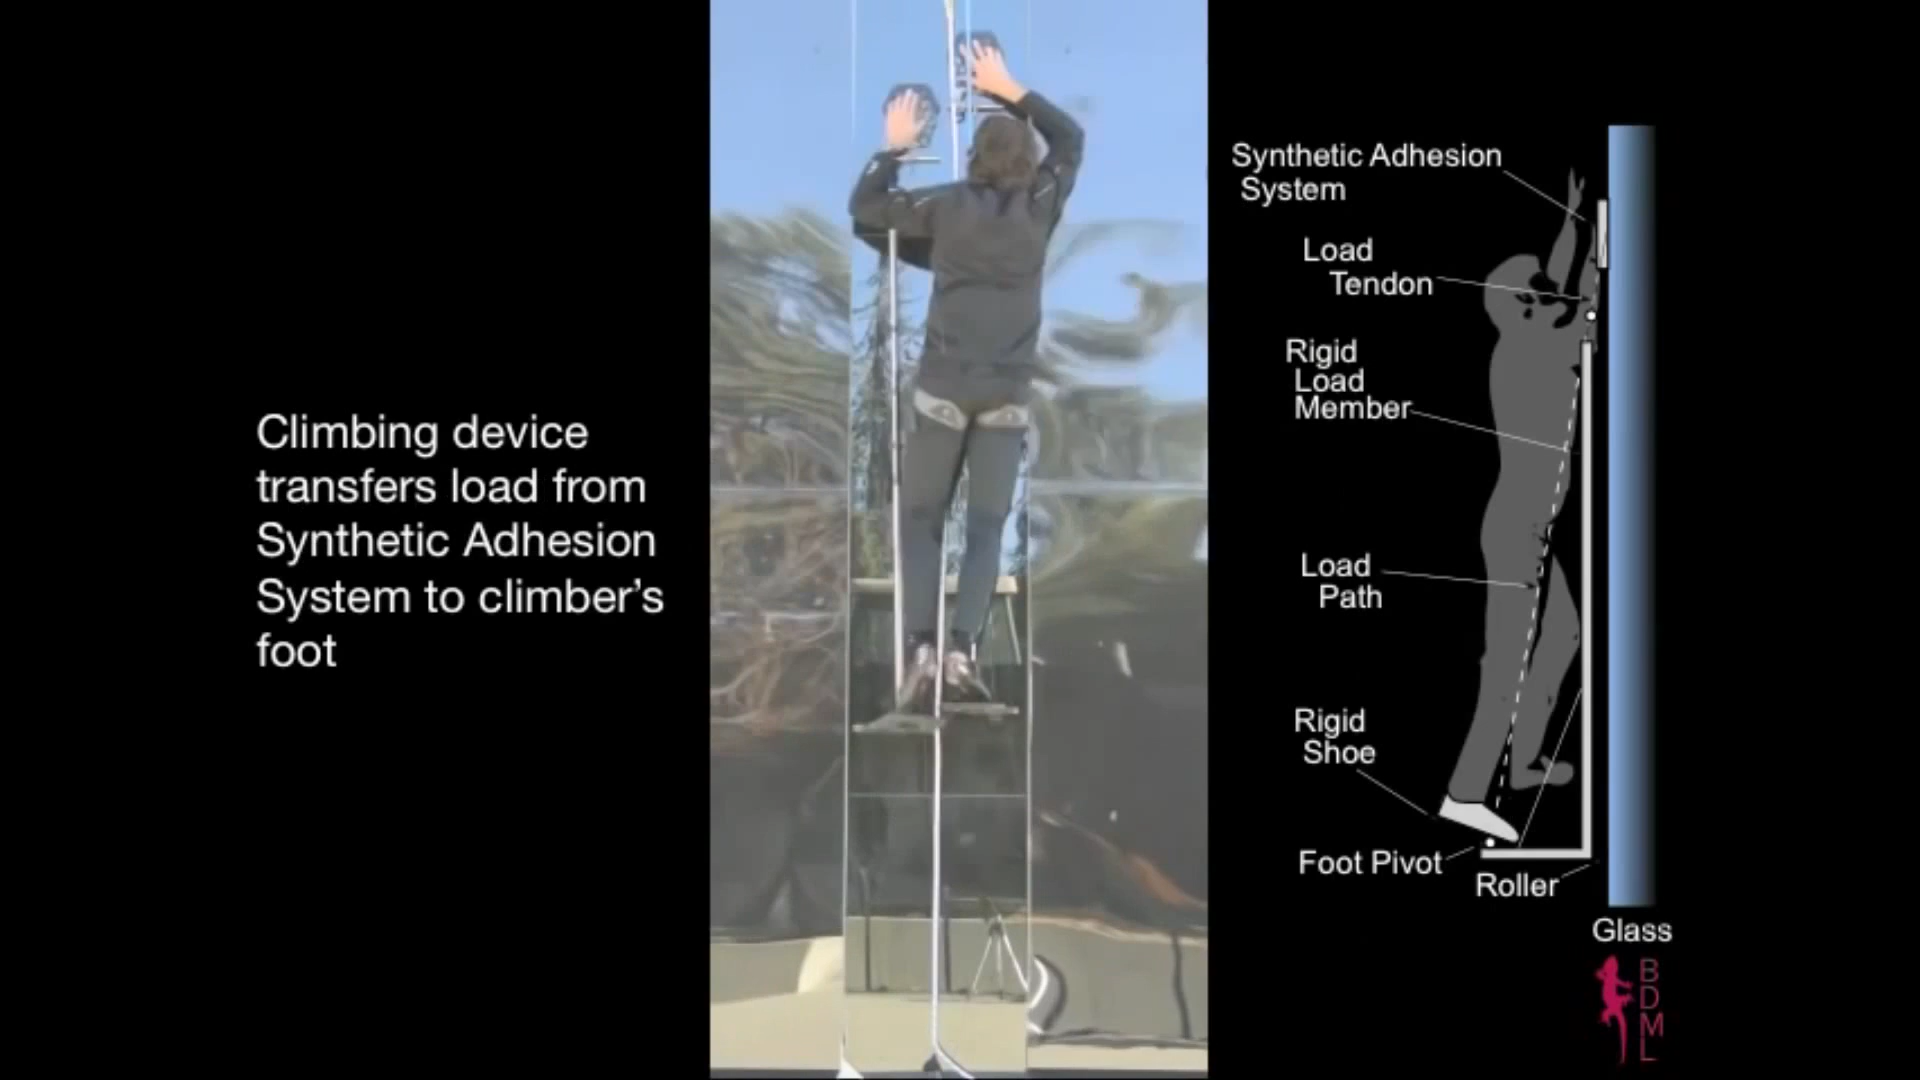 Climbing device
transfers load from
Synthetic Adhesion
System to climber's
foot
Synthetic Adhesion
System
Load
Tendon
Rigid
Load
Member
Load
Path
Rigid
Shoe
Foot Pivot
Roller
Glass
B
D
M
L